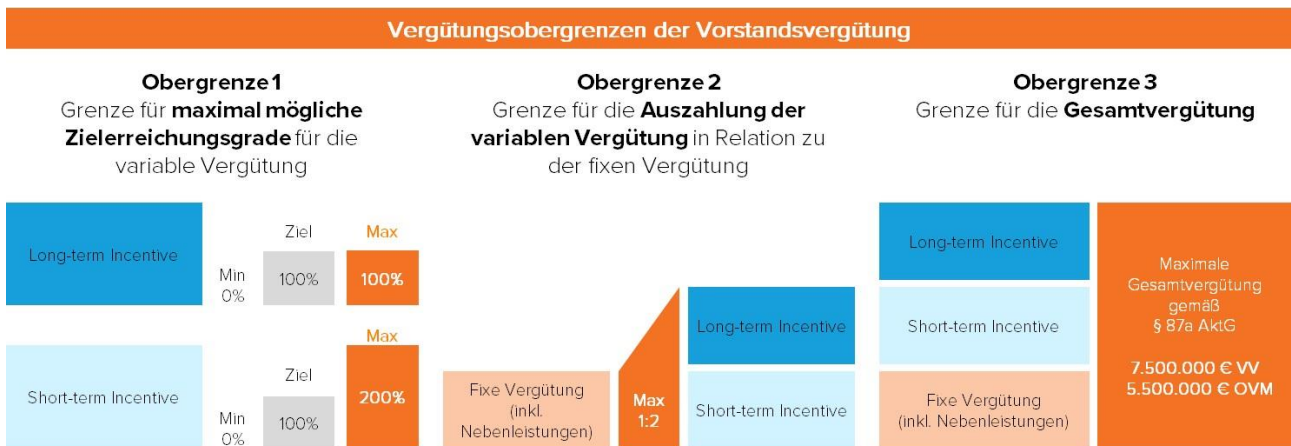 Vergütungsobergrenzen der Vorstandsvergütung
Obergrenze 1
Grenze für maximal mögliche
Zielerreichungsgrade für die
variable Vergütung
Long-term Incentive
Min
0%
Ziel
100%
Max
100%
Short-term Incentive
Min
0%
Ziel
100%
Max
200%
Obergrenze 2
Grenze für die Auszahlung der
variablen Vergütung in Relation zu
der fixen Vergütung
Fixe Vergütung
(inkl.
Nebenleistungen)
Max
1:2
Long-term Incentive
Short-term Incentive
Obergrenze 3
Grenze für die Gesamtvergütung
Long-term Incentive
Short-term Incentive
Fixe Vergütung
(inkl. Nebenleistungen)
Maximale
Gesamtvergütung
gemäß
§ 87a AktG
7.500.000 € VV
5.500.000 € OVM